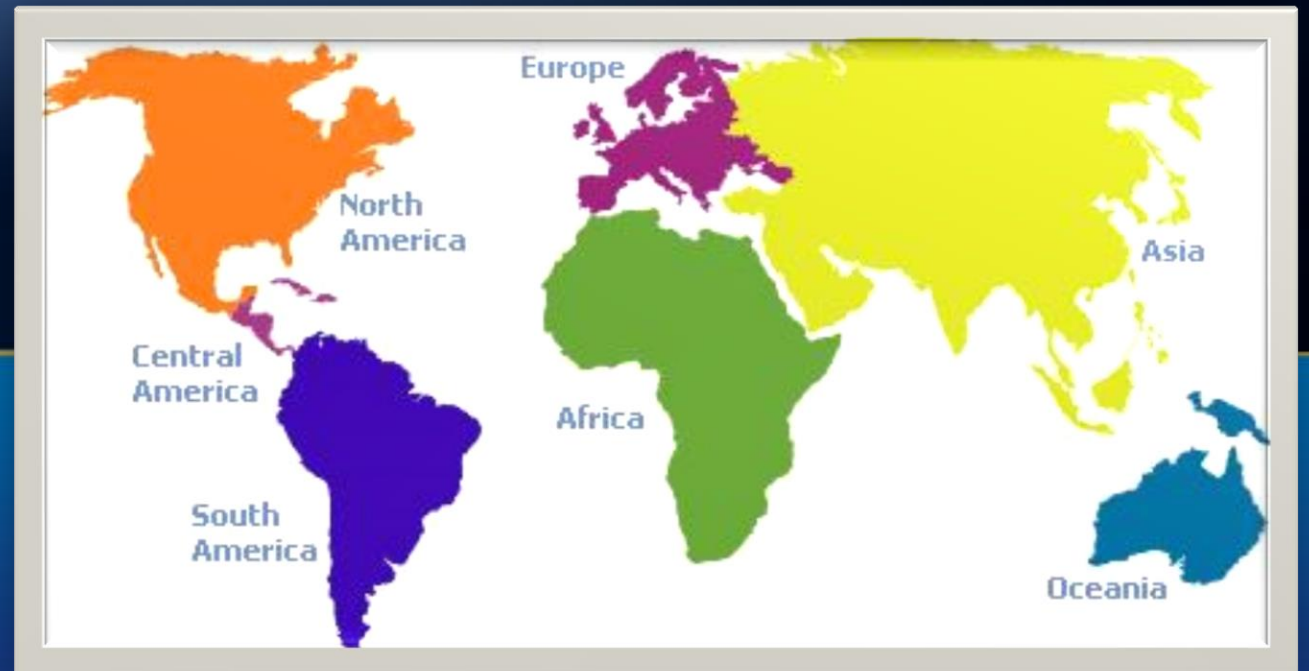 Europe
North
America
Asia
Central
America
Africa
South
America
Oceania